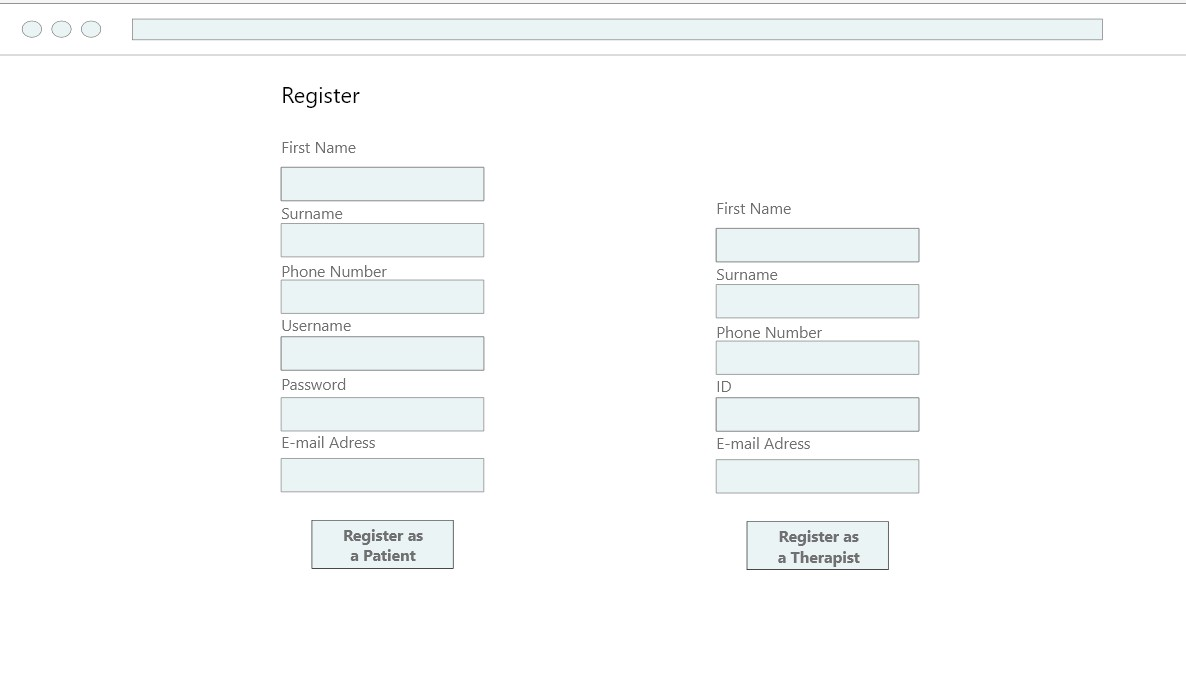 Register
First Name
Surname
Phone Number
Username
Password
E-mail Adress
Register as
a Patient
First Name
Surname
Phone Number
ID
E-mail Adress
Register as
a Therapist